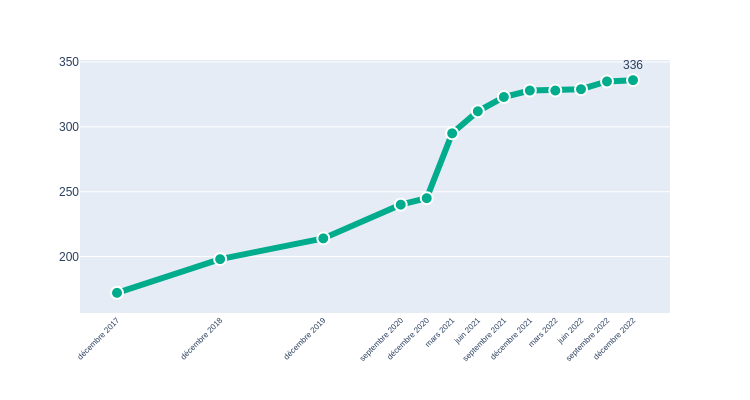 350
336
300
250
200
décembre 2017
décembre 2018
décembre 2019
septembre 2020
décembre 2020
mars 2021
juin 2021
septembre 2021
décembre 2021
mars 2022
juin 2022
septembre 2022
décembre 2022